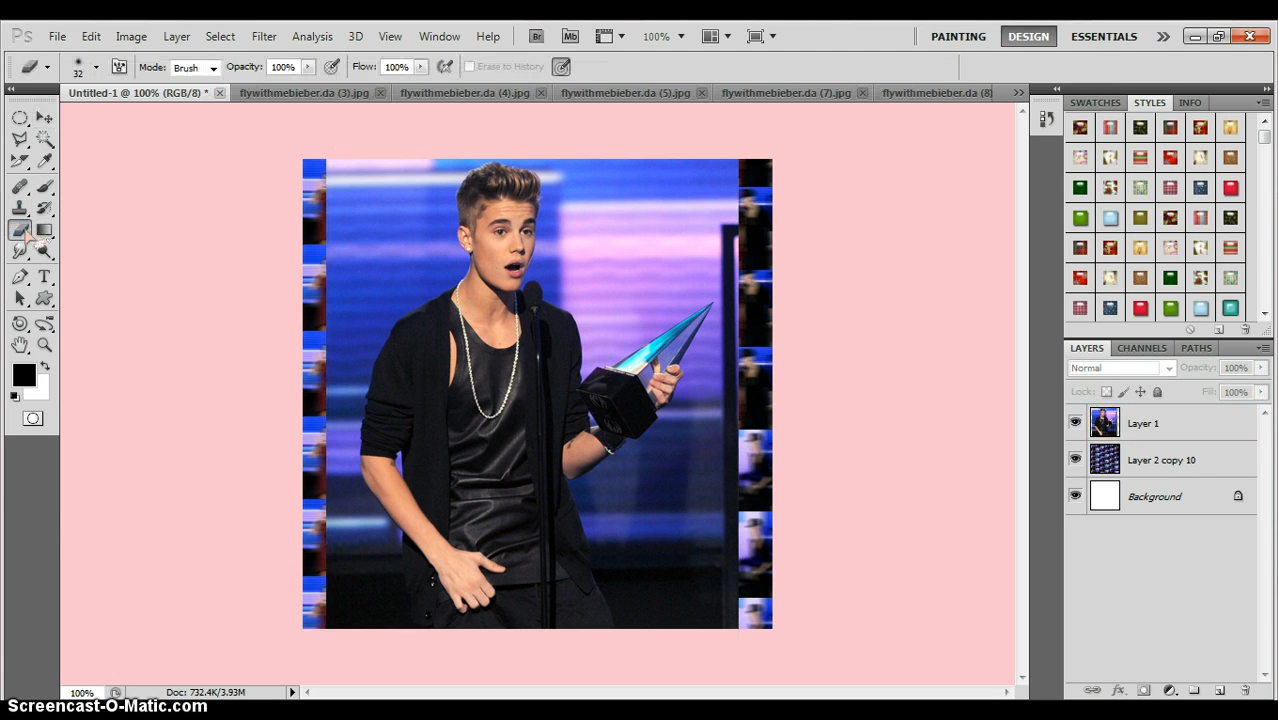 Ps File Edit Image Layer Select Filter Analysis 3D View Window Help Br Mb 100% PAINTING DESIGN ESSENTIALS
32 Mode: Brush Opacity: 100% Flow: 100% Erase to History
Untitled-1 @ 100% (RGB/8) * flywithmebieber.da (3).jpg flywithmebieber.da (4).jpg flywithmebieber.da (5).jpg flywithmebieber.da (7).jpg flywithmebieber.da (8)
SWATCHES STYLES INFO
LAYERS CHANNELS PATHS
Normal Opacity: 100%
Lock: Fill: 100%
Layer 1
Layer 2 copy 10
Background
100% Doc: 732.4K/3.93M
Screencast-O-Matic.com